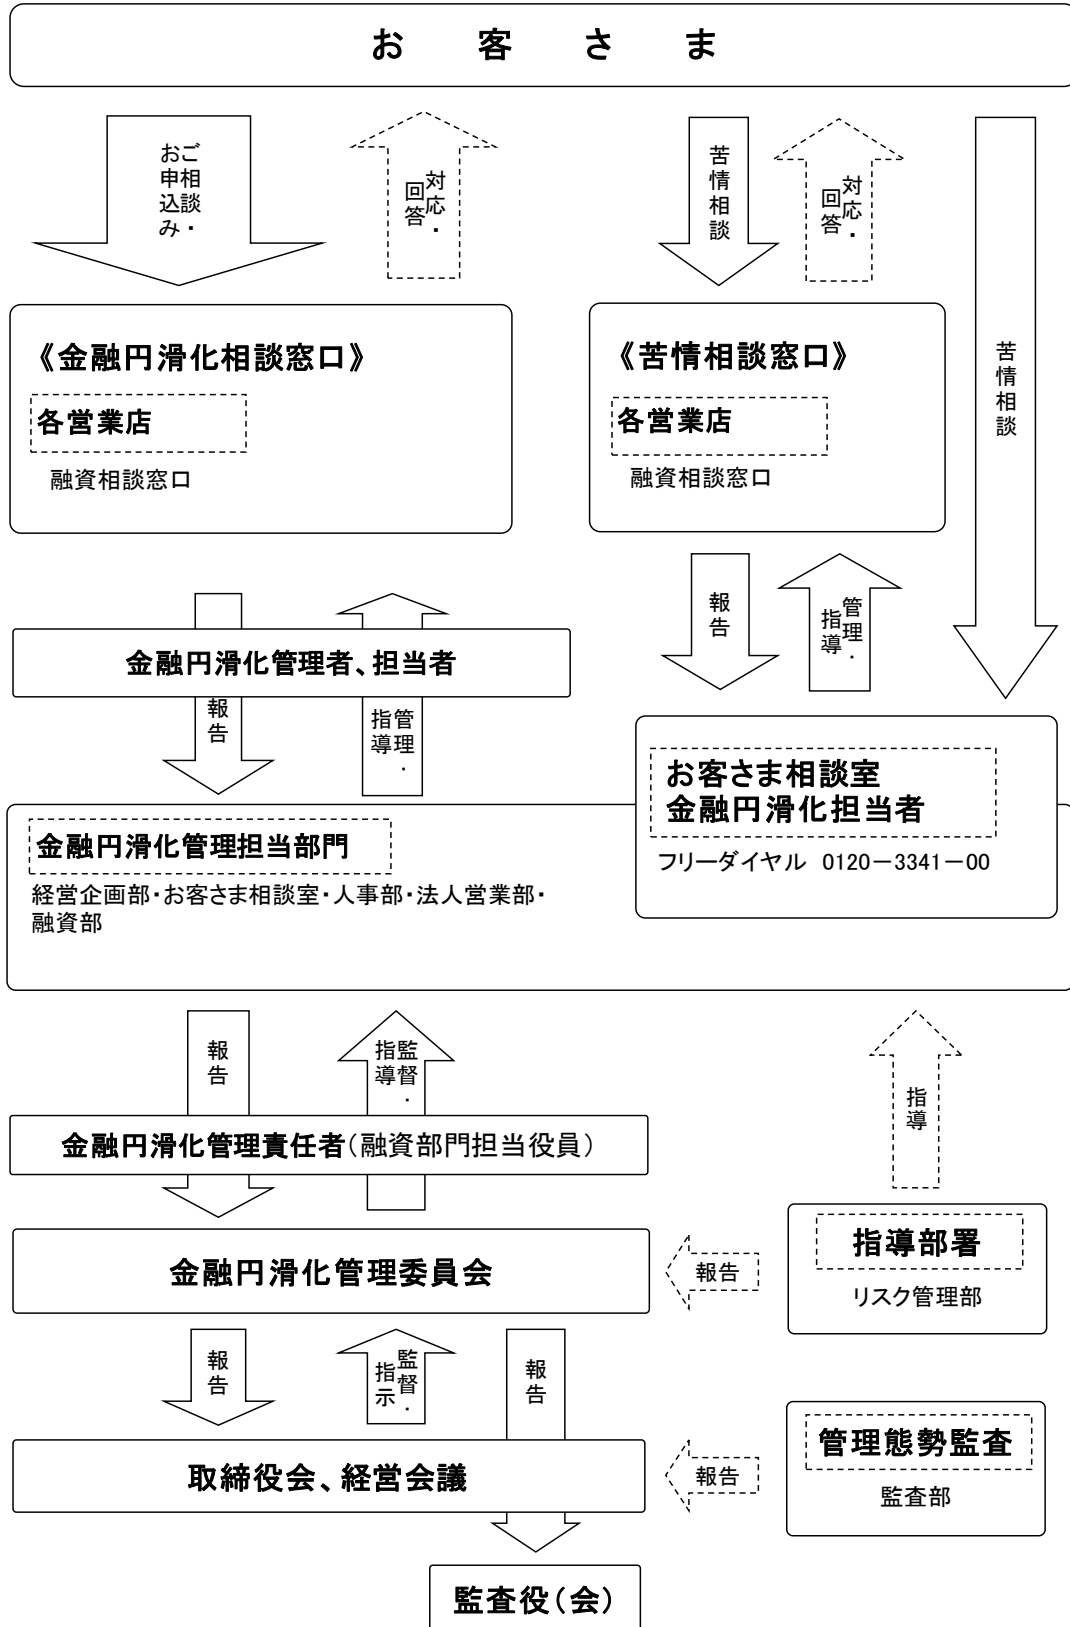 お　客　さ　ま
ご相談・
お申込み
対応・
回答
苦情相談
対応・
回答
苦情相談
《金融円滑化相談窓口》
各営業店
融資相談窓口
《苦情相談窓口》
各営業店
融資相談窓口
報告
管理・
指導
金融円滑化管理者、担当者
報告
管理・
指導
お客さま相談室
金融円滑化担当者
フリーダイヤル 0120－3341－00
金融円滑化管理担当部門
経営企画部・お客さま相談室・人事部・法人営業部・
融資部
報告
監督・
指導
指導
金融円滑化管理責任者（融資部門担当役員）
金融円滑化管理委員会
報告
指導部署
リスク管理部
報告
監督・
指示
報告
取締役会、経営会議
報告
管理態勢監査
監査部
監査役（会）